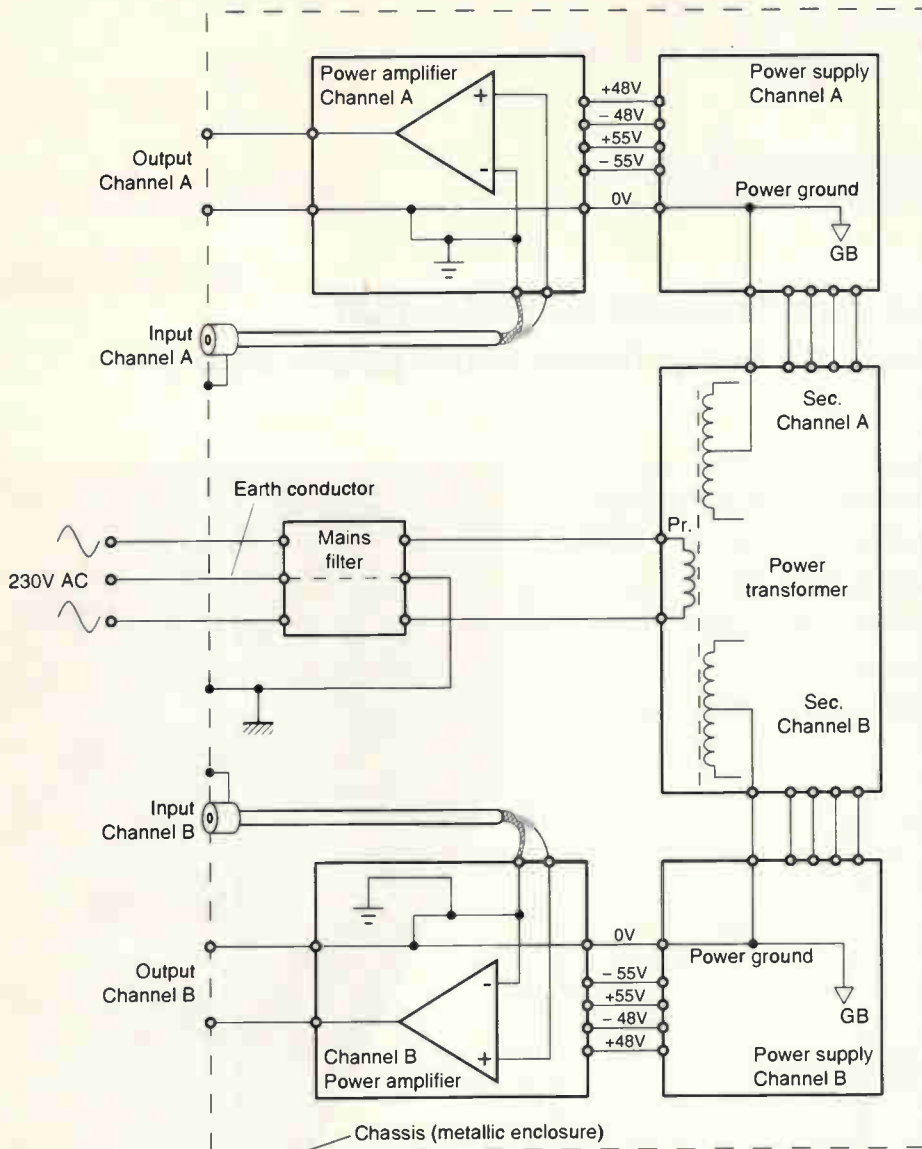 Power amplifier
Channel A
+
-
+48V
– 48V
+55V
– 55V
0V
Power supply
Channel A
Power ground
GB
Output
Channel A
Input
Channel A
Sec.
Channel A
Earth conductor
Mains
filter
Pr.
230V AC
Power
transformer
Sec.
Channel B
Input
Channel B
Output
Channel B
-
+
Channel B
Power amplifier
0V
– 55V
+55V
– 48V
+48V
Power ground
GB
Power supply
Channel B
Chassis (metallic enclosure)